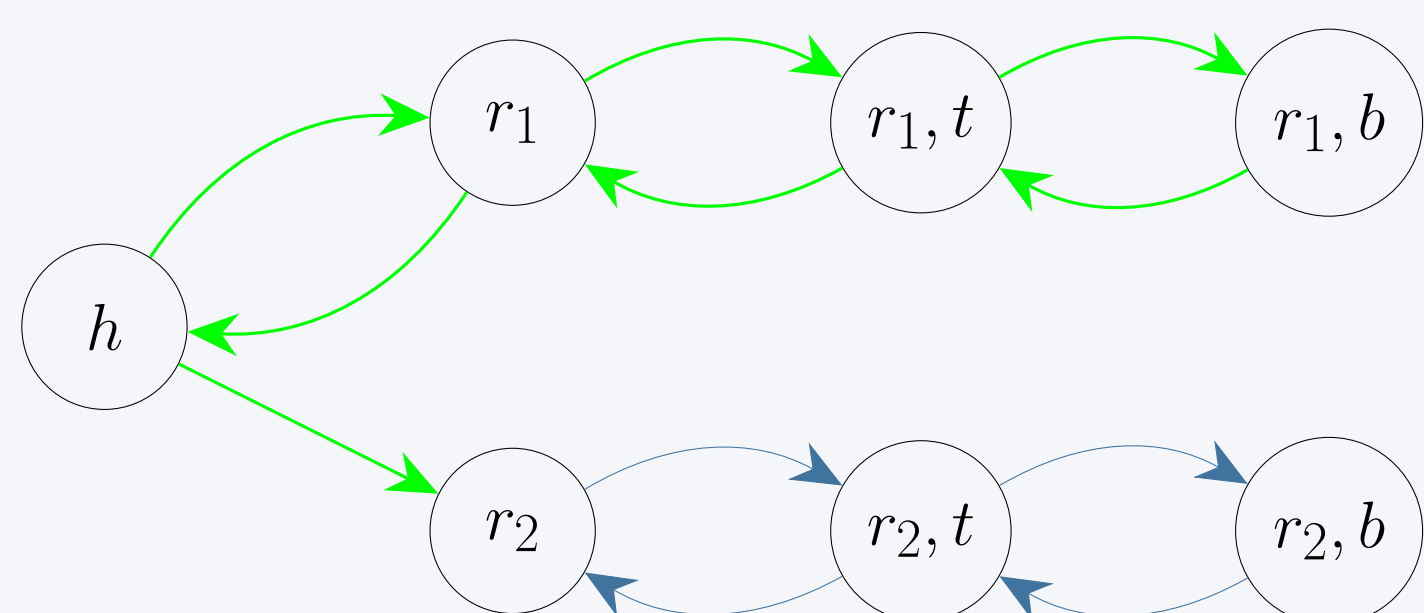 r₁
r₁, t
r₁, b
h
r₂
r₂, t
r₂, b